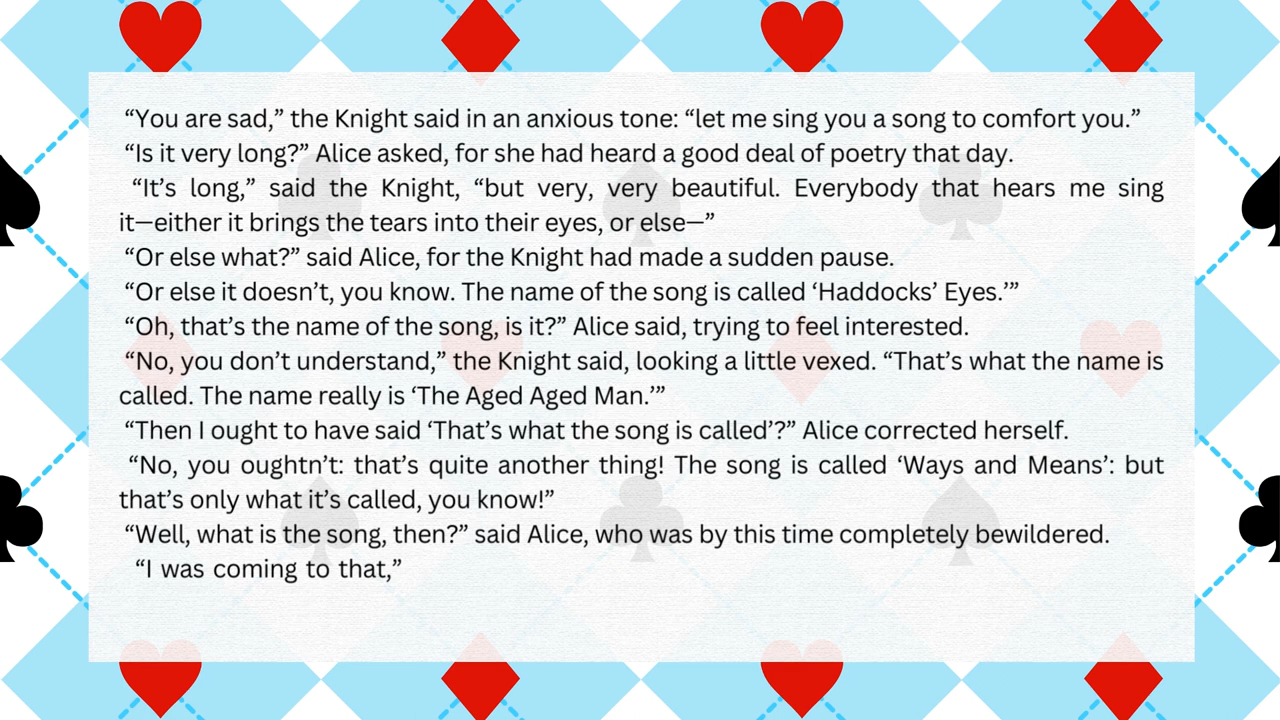 “You are sad,” the Knight said in an anxious tone: “let me sing you a song to comfort you.”
“Is it very long?” Alice asked, for she had heard a good deal of poetry that day.
“It’s long,” said the Knight, “but very, very beautiful. Everybody that hears me sing
it—either it brings the tears into their eyes, or else—”
“Or else what?” said Alice, for the Knight had made a sudden pause.
“Or else it doesn’t, you know. The name of the song is called ‘Haddocks’ Eyes.’”
“Oh, that’s the name of the song, is it?” Alice said, trying to feel interested.
“No, you don’t understand,” the Knight said, looking a little vexed. “That’s what the name is
called. The name really is ‘The Aged Aged Man.’”
“Then I ought to have said ‘That’s what the song is called’?” Alice corrected herself.
“No, you oughtn’t: that’s quite another thing! The song is called ‘Ways and Means’: but
that’s only what it’s called, you know!”
“Well, what is the song, then?” said Alice, who was by this time completely bewildered.
“I was coming to that,”